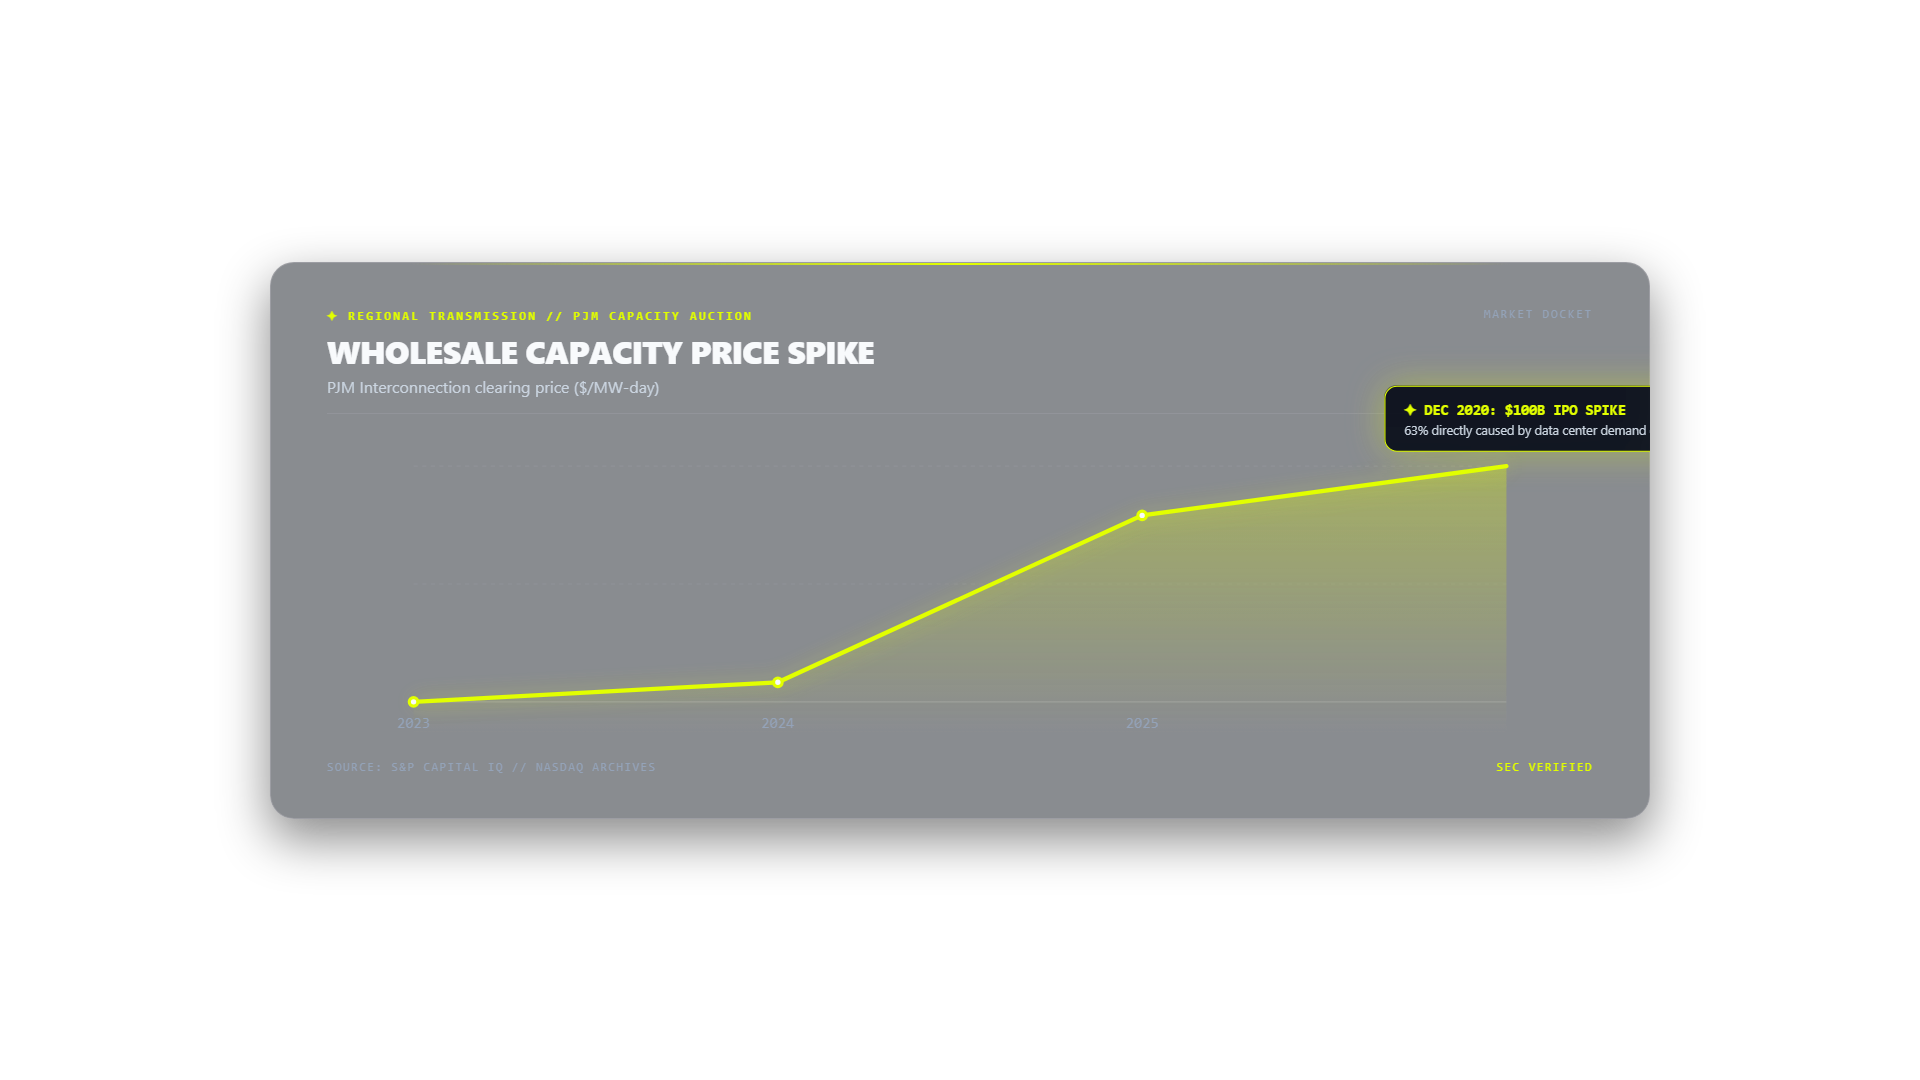 ✦ REGIONAL TRANSMISSION // PJM CAPACITY AUCTION
MARKET DOCKET
WHOLESALE CAPACITY PRICE SPIKE
PJM Interconnection clearing price ($/MW-day)
✦ DEC 2020: $100B IPO SPIKE
63% directly caused by data center demand
2023
2024
2025
SOURCE: S&P CAPITAL IQ // NASDAQ ARCHIVES
SEC VERIFIED